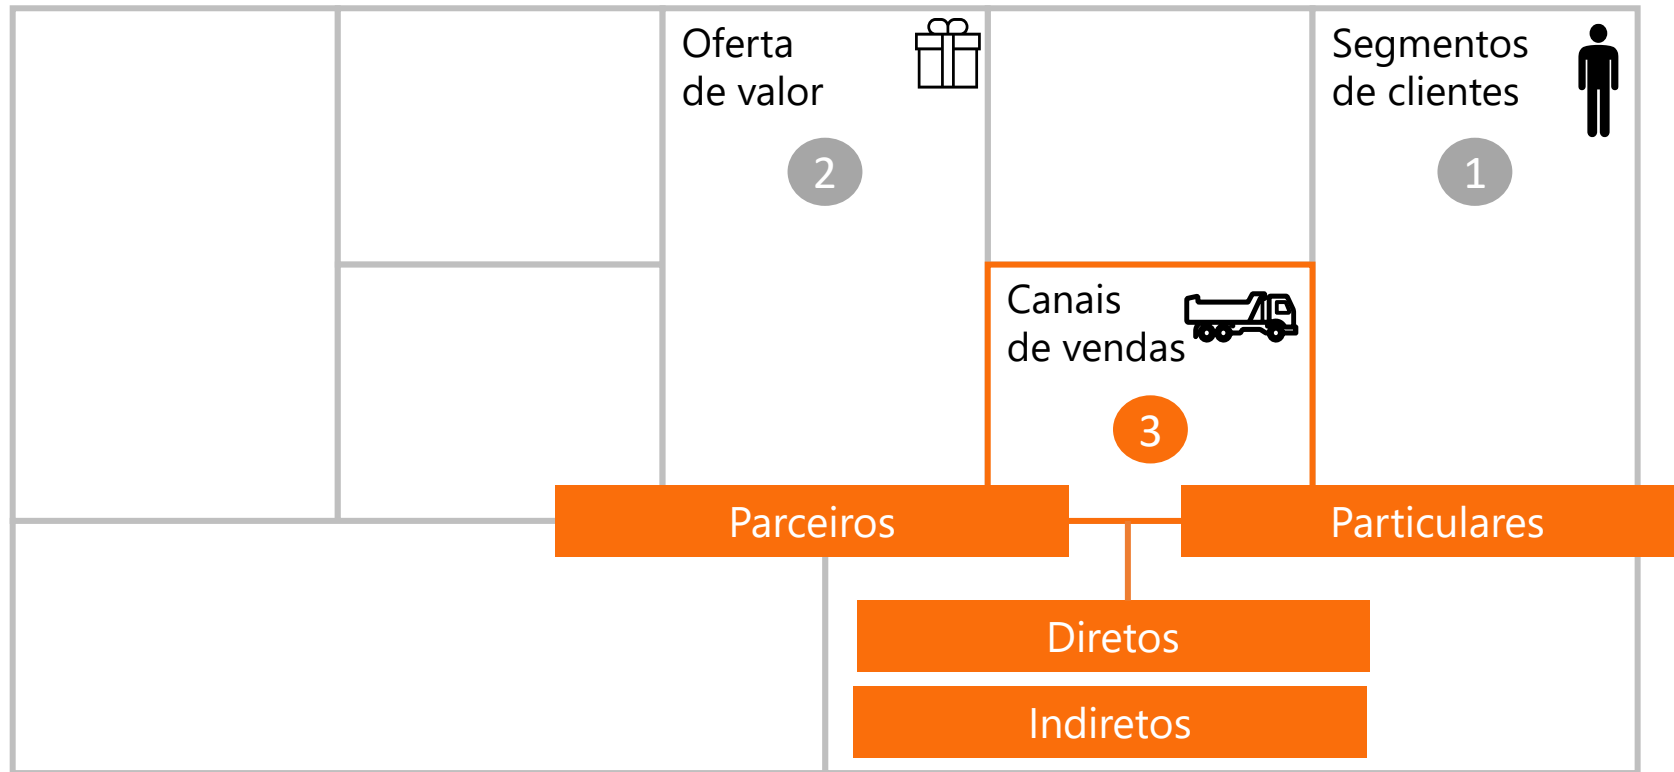 Oferta
de valor
2
Segmentos
de clientes
1
Canais
de vendas
3
Parceiros
Particulares
Diretos
Indiretos